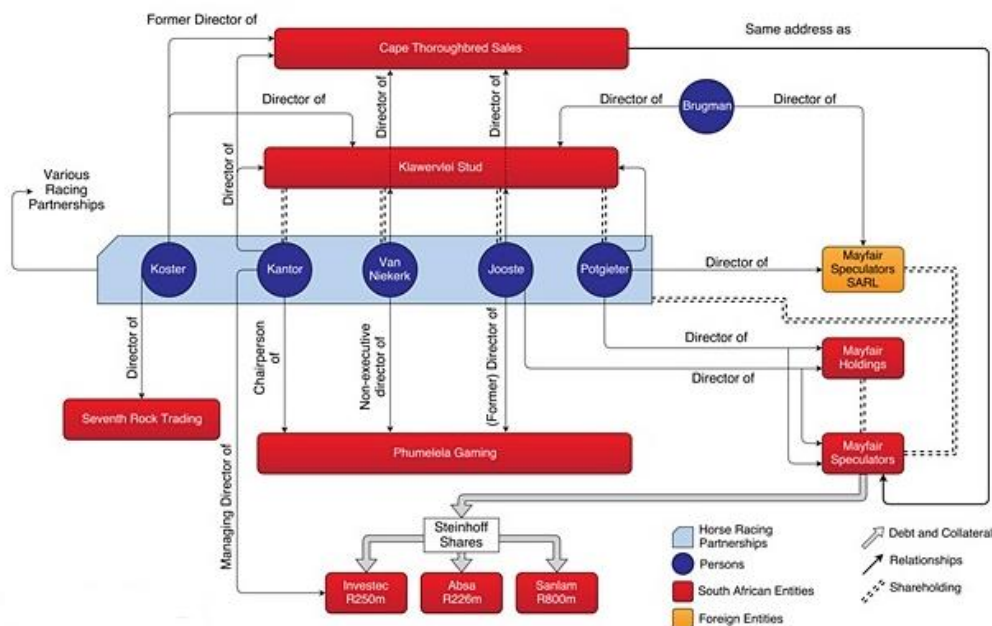 Former Director of
Cape Thoroughbred Sales
Same address as
Director of
Director of
Director of
Director of
Brugman
Director of
Director of
Klawervlei Stud
Various
Racing
Partnerships
Koster
Kantor
Van
Niekerk
Jooste
Potgieter
Director of
Mayfair
Speculators
SARL
Director of
Chairperson
of
Non-executive
director of
(Former) Director of
Director of
Director of
Mayfair
Holdings
Seventh Rock Trading
Phumelela Gaming
Mayfair
Speculators
Managing Director of
Steinhoff
Shares
Investec
R250m
Absa
R226m
Sanlam
R800m
Horse Racing
Partnerships
Persons
South African Entities
Foreign Entities
Debt and Collateral
Relationships
Shareholding